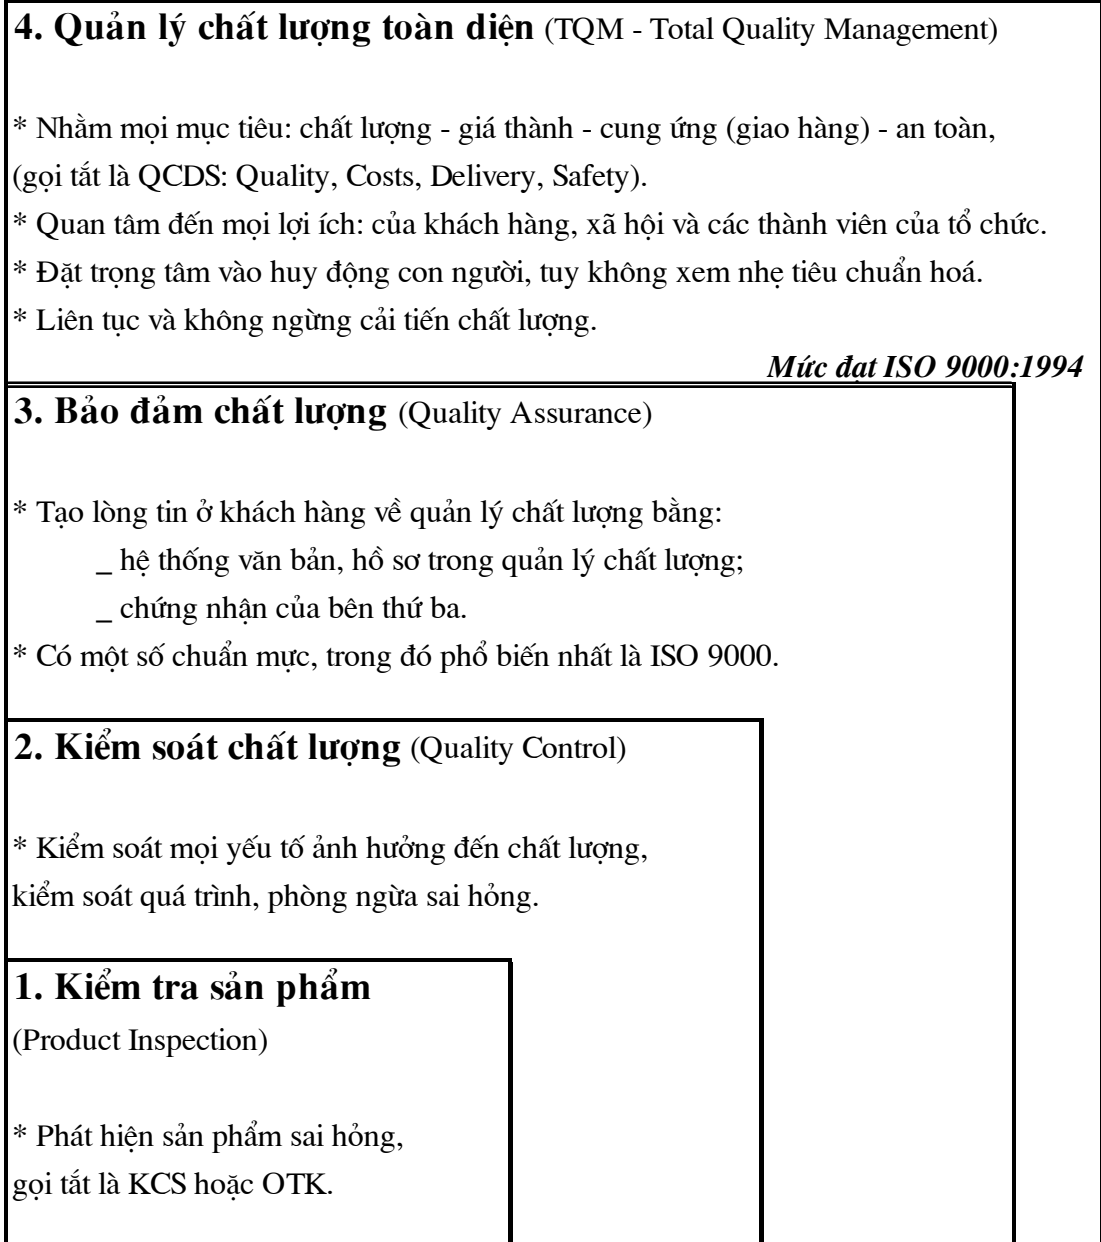 4. Quản lý chất lượng toàn diện (TQM - Total Quality Management)
* Nhằm mọi mục tiêu: chất lượng - giá thành - cung ứng (giao hàng) - an toàn,
(gọi tắt là QCDS: Quality, Costs, Delivery, Safety).
* Quan tâm đến mọi lợi ích: của khách hàng, xã hội và các thành viên của tổ chức.
* Đặt trọng tâm vào huy động con người, tuy không xem nhẹ tiêu chuẩn hoá.
* Liên tục và không ngừng cải tiến chất lượng.
Mức đạt ISO 9000:1994
3. Bảo đảm chất lượng (Quality Assurance)
* Tạo lòng tin ở khách hàng về quản lý chất lượng bằng:
_ hệ thống văn bản, hồ sơ trong quản lý chất lượng;
_ chứng nhận của bên thứ ba.
* Có một số chuẩn mực, trong đó phổ biến nhất là ISO 9000.
2. Kiểm soát chất lượng (Quality Control)
* Kiểm soát mọi yếu tố ảnh hưởng đến chất lượng,
kiểm soát quá trình, phòng ngừa sai hỏng.
1. Kiểm tra sản phẩm
(Product Inspection)
* Phát hiện sản phẩm sai hỏng,
gọi tắt là KCS hoặc OTK.